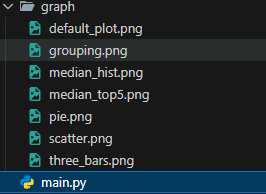 graph
default_plot.png
grouping.png
median_hist.png
median_top5.png
pie.png
scatter.png
three_bars.png
main.py